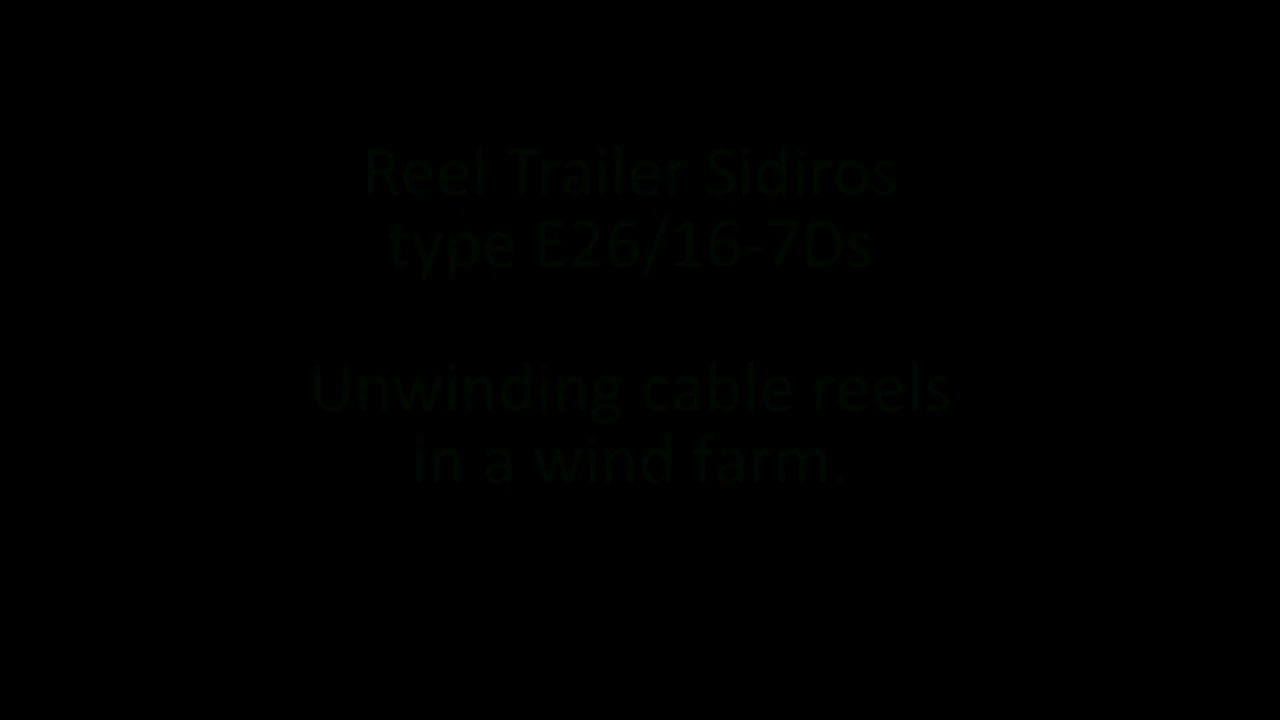 Reel Trailer Sidiros
type E26/16-7Ds
Unwinding cable reels
in a wind farm.